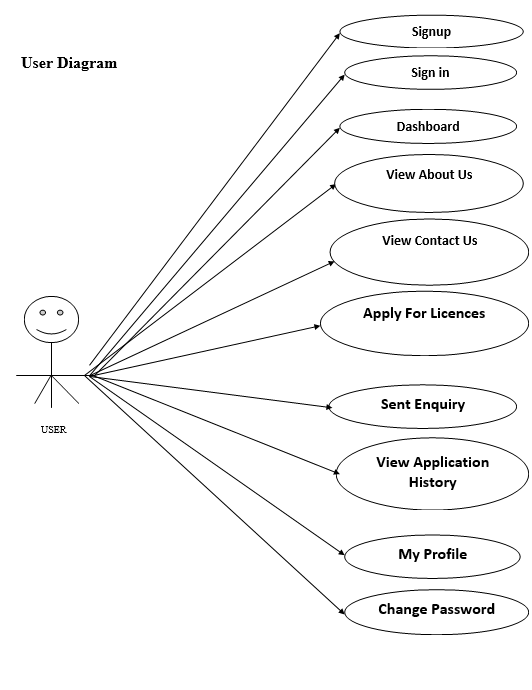 Signup
User Diagram
Sign in
Dashboard
View About Us
View Contact Us
Apply For Licences
Sent Enquiry
USER
View Application
History
My Profile
Change Password